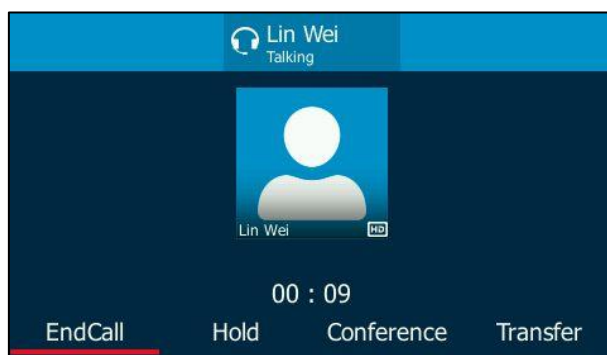 Lin Wei
Talking
Lin Wei HD
00 : 09
EndCall Hold Conference Transfer